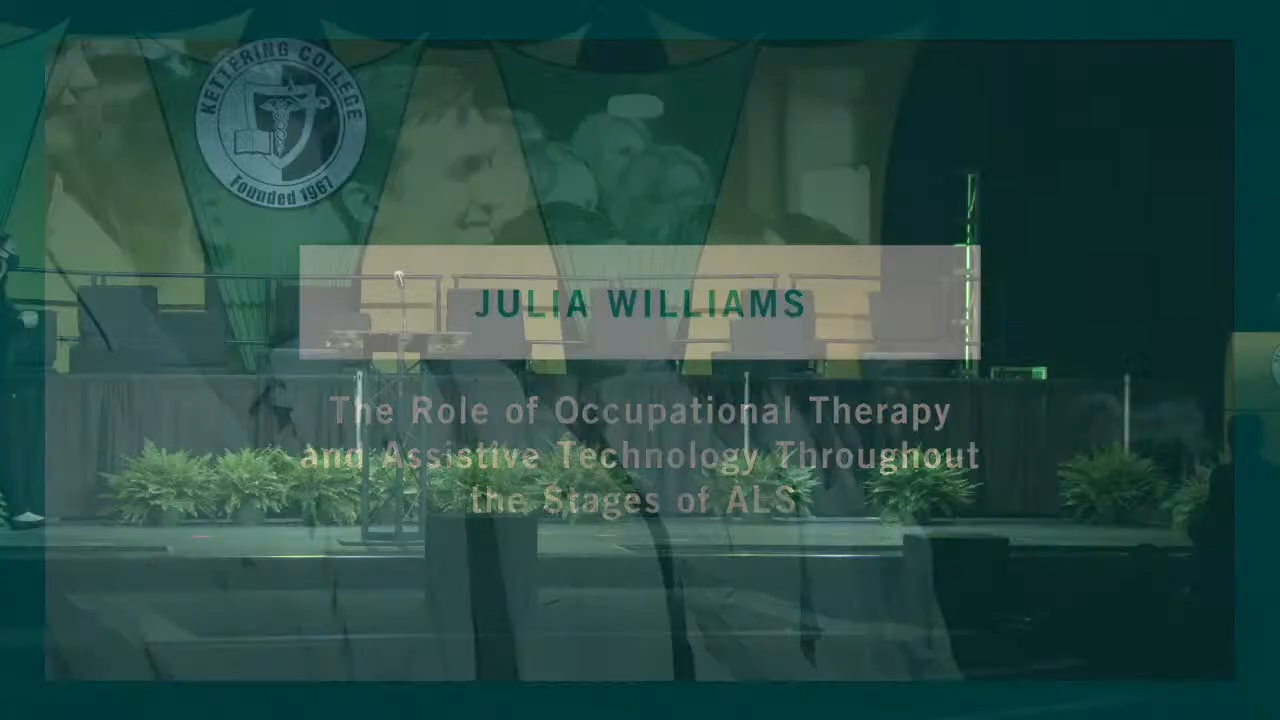 KETTERING COLLEGE
Founded 1967
JULIA WILLIAMS
The Role of Occupational Therapy
and Assistive Technology Throughout
the Stages of ALS